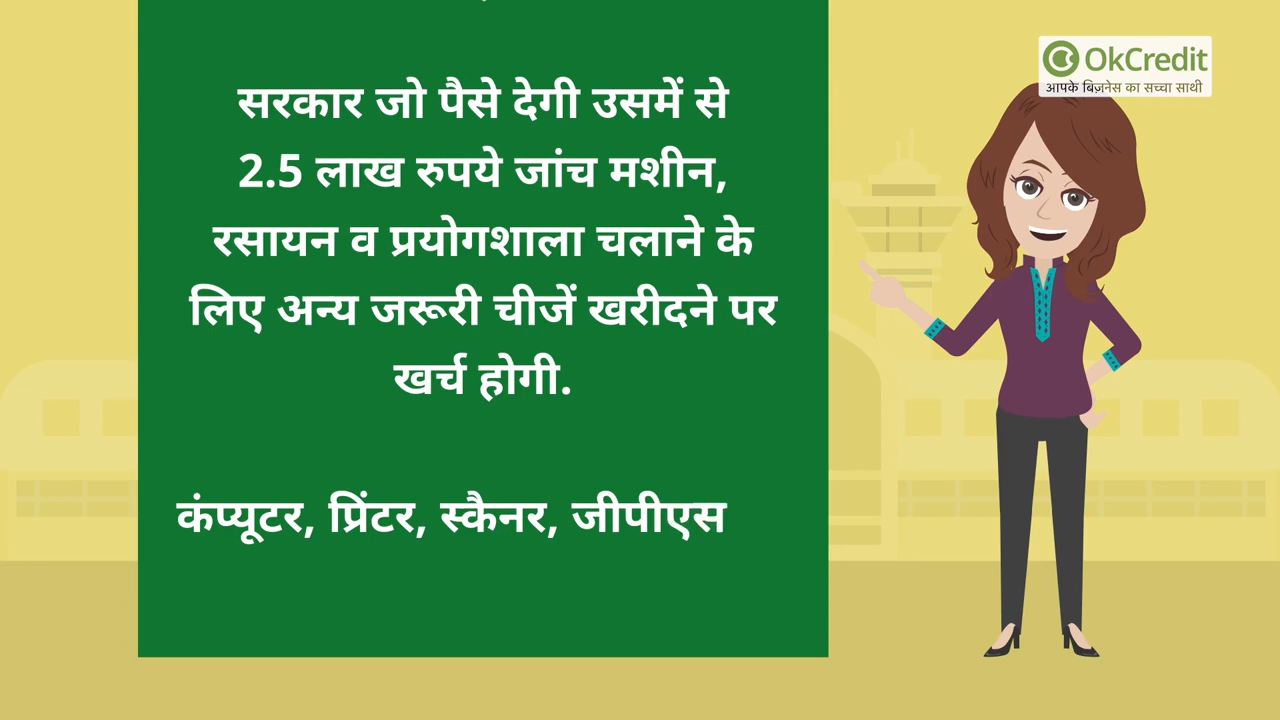 OkCredit
आपके बिज़नेस का सच्चा साथी
सरकार जो पैसे देगी उसमें से
2.5 लाख रुपये जांच मशीन,
रसायन व प्रयोगशाला चलाने के
लिए अन्य जरूरी चीजें खरीदने पर
खर्च होगी.
कंप्यूटर, प्रिंटर, स्कैनर, जीपीएस